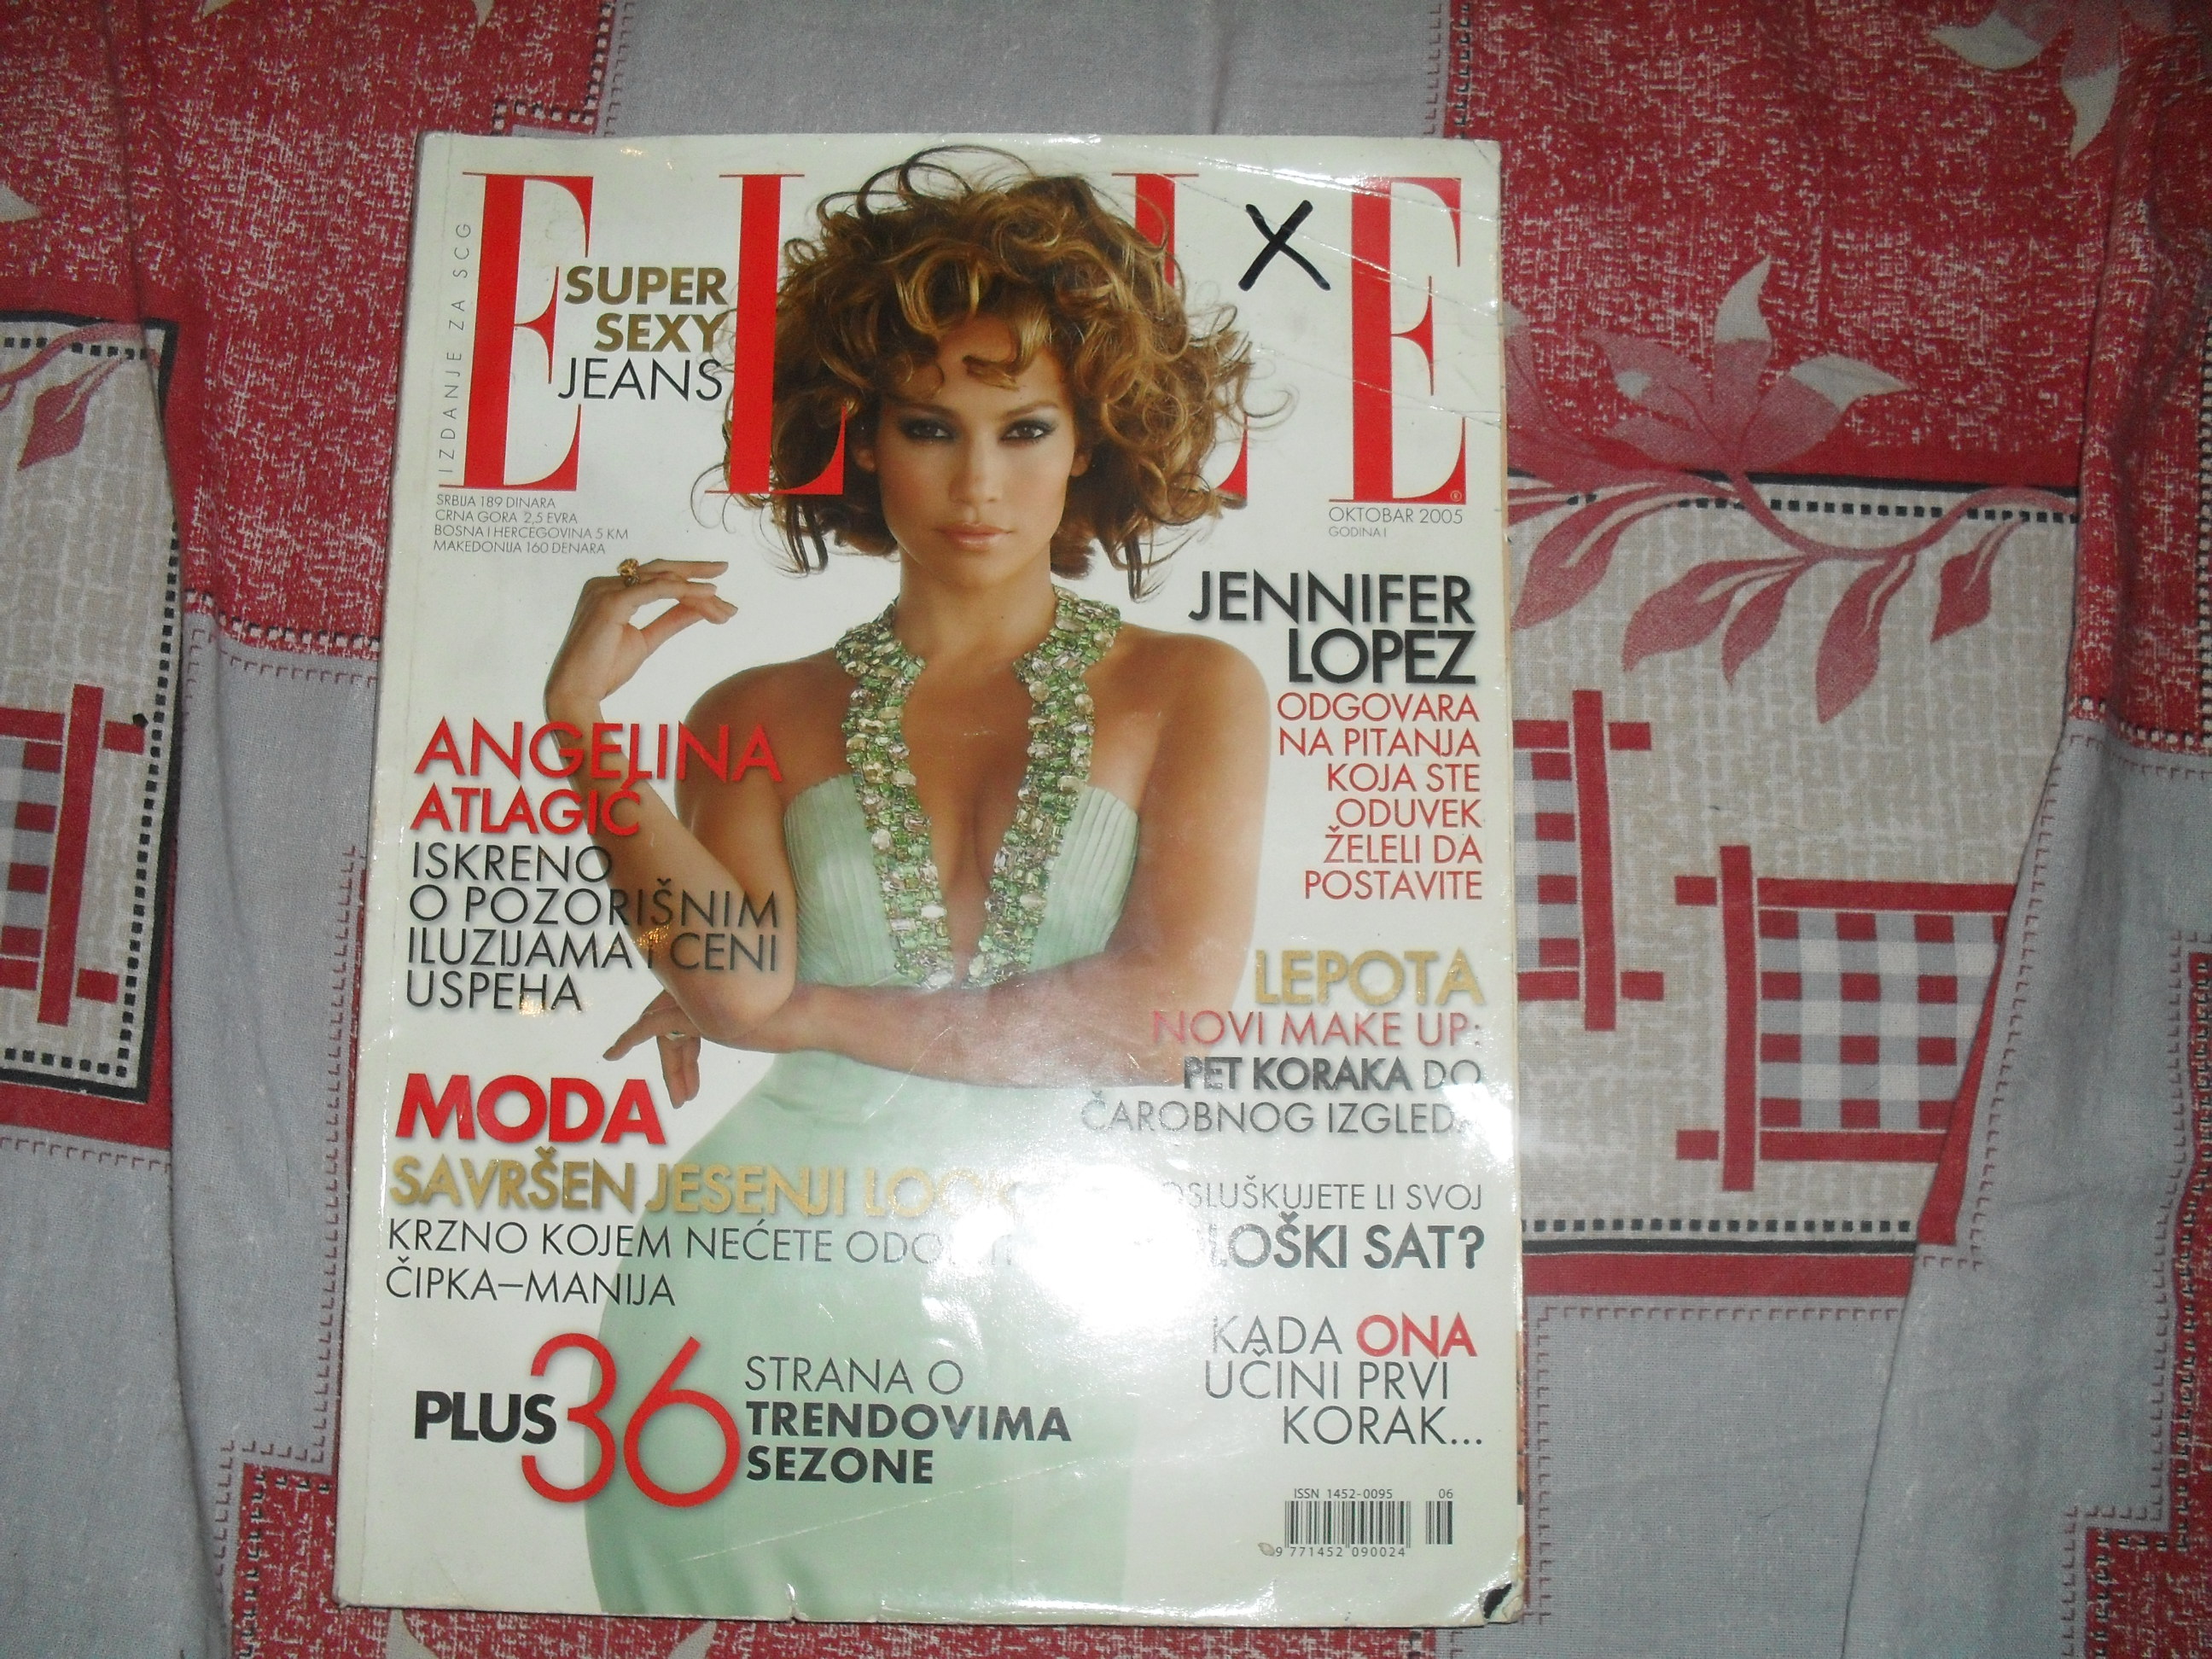 ELLE
IZDANJE ZA SCG
SUPER
SEXY
JEANS
X
SRBIJA 189 DINARA
CRNA GORA 2,5 EVRA
BOSNA I HERCEGOVINA 5 KM
MAKEDONIJA 160 DENARA
OKTOBAR 2005
GODINA I
JENNIFER
LOPEZ
ODGOVARA
NA PITANJA
KOJA STE
ODUVEK
ŽELELI DA
POSTAVITE
ANGELINA
ATLAGIĆ
ISKRENO
O POZORIŠNIM
ILUZIJAMA I CENI
USPEHA
LEPOTA
NOVI MAKE UP:
PET KORAKA DO
ČAROBNOG IZGLEDA
MODA
SAVRŠEN JESENJI LOOK
KRZNO KOJEM NEĆETE
ČIPKA–MANIJA
LI SVOJ
SAT?
KADA ONA
UČINI PRVI
KORAK...
PLUS 36
STRANA O
TRENDOVIMA
SEZONE
ISSN 1452-0095 06
9 771452 090024